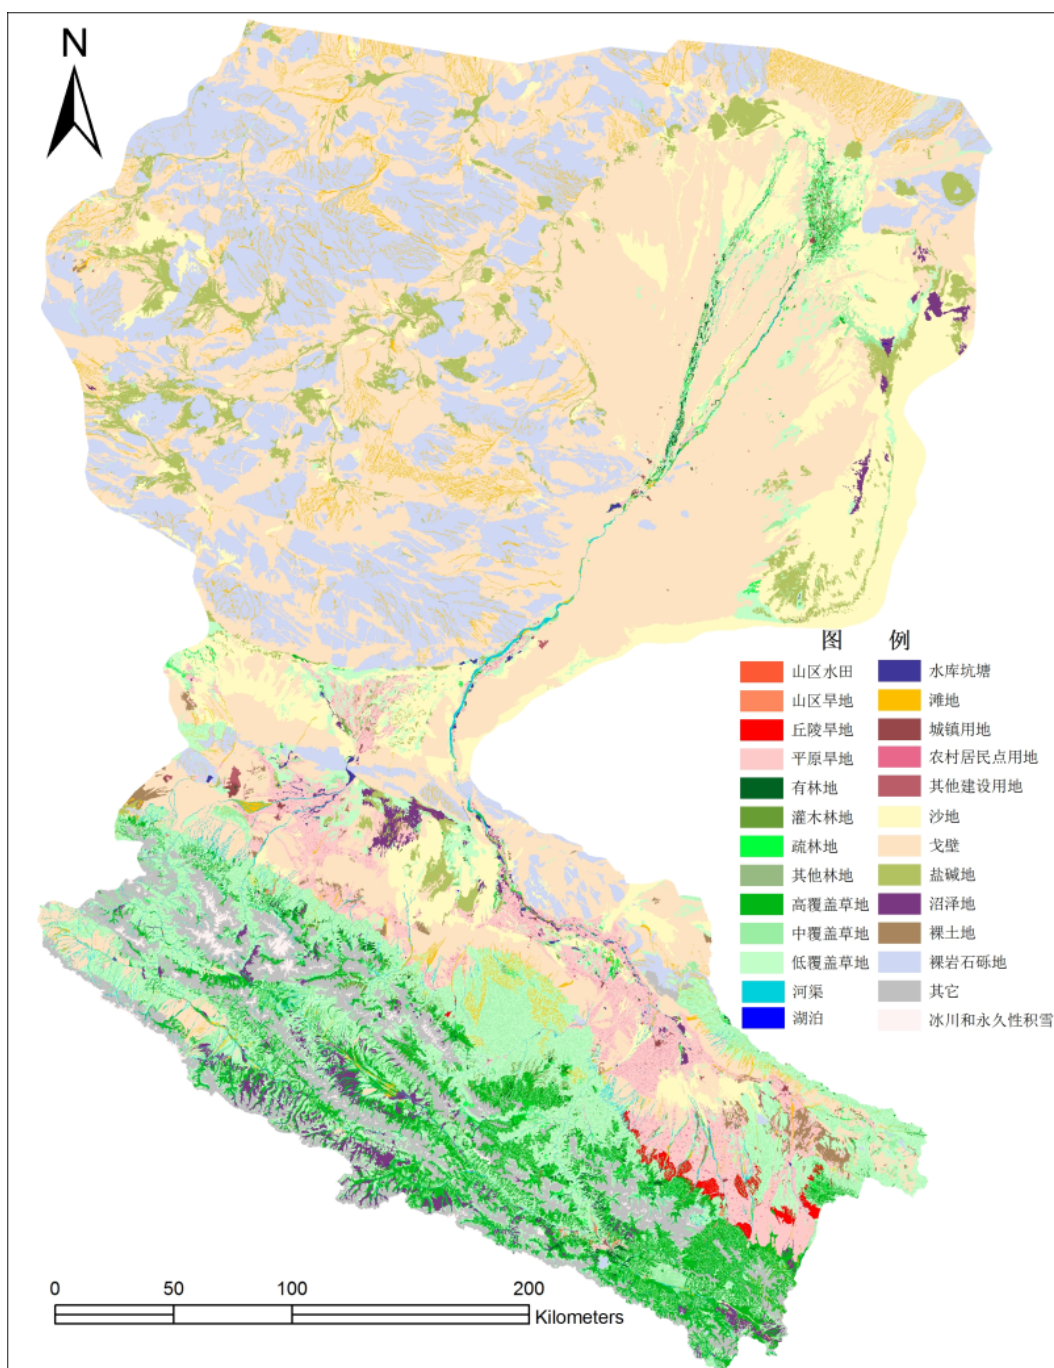 N
图 例
山区水田 水库坑塘
山区旱地 滩地
丘陵旱地 城镇用地
平原旱地 农村居民点用地
有林地 其他建设用地
灌木林地 沙地
疏林地 戈壁
其他林地 盐碱地
高覆盖草地 沼泽地
中覆盖草地 裸土地
低覆盖草地 裸岩石砾地
河渠 其它
湖泊 冰川和永久性积雪
0 50 100 200
Kilometers